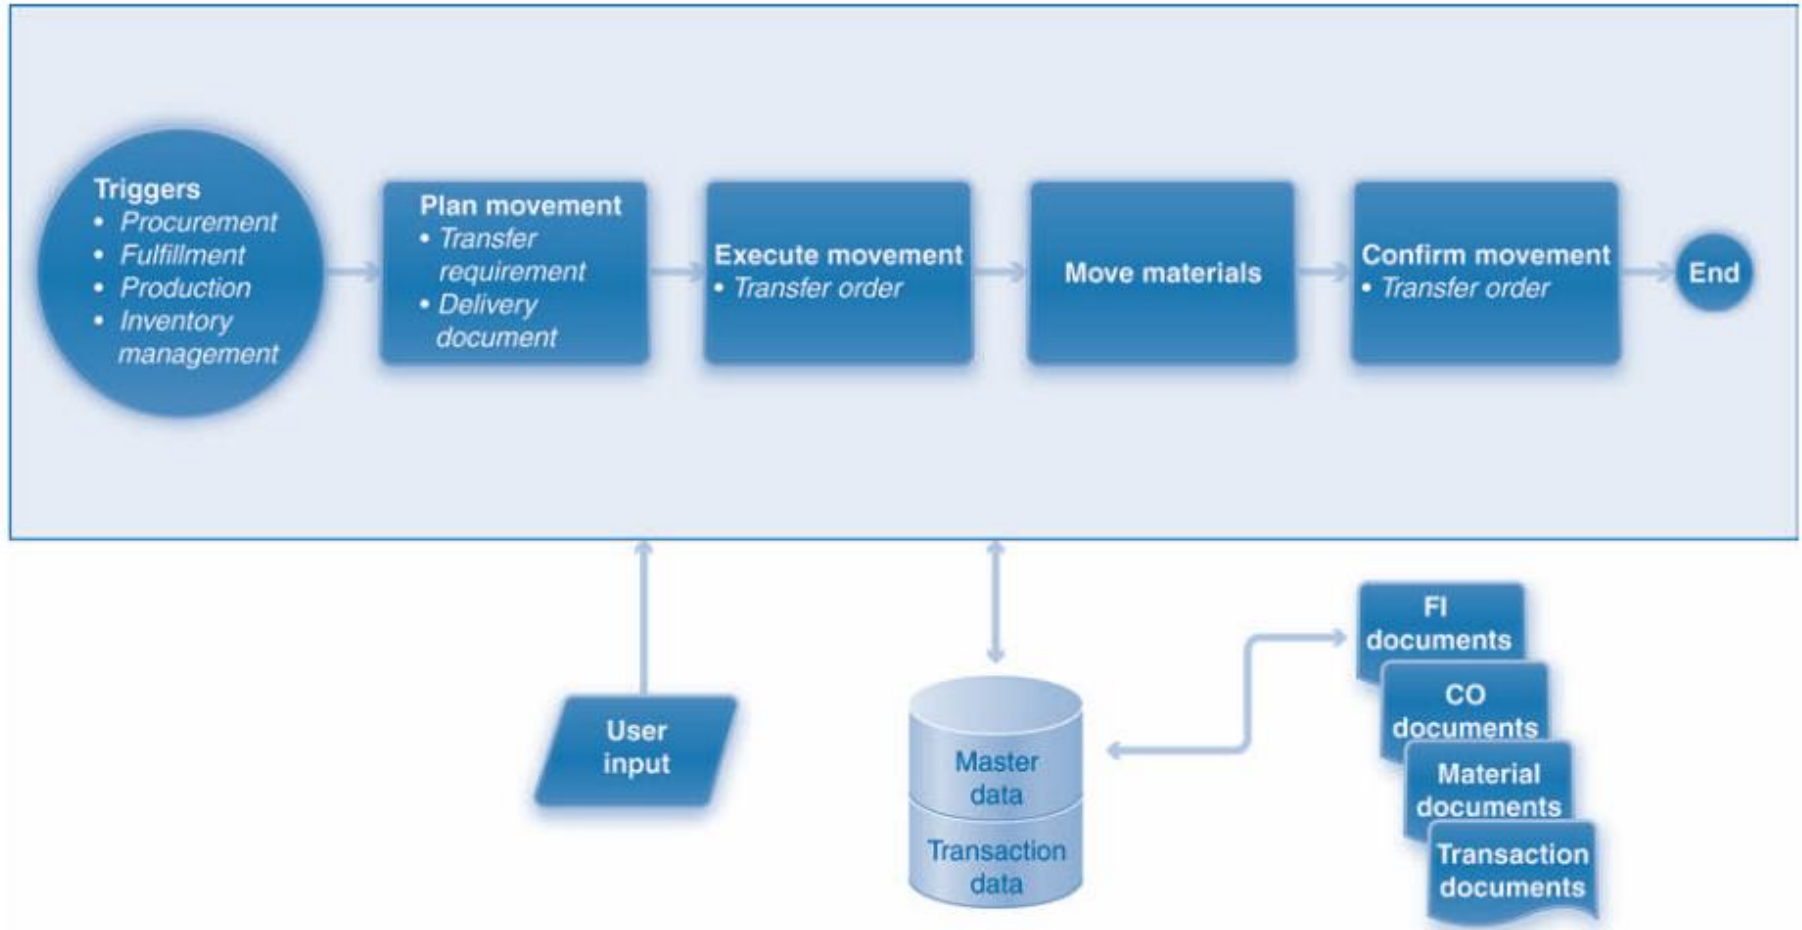 Triggers
• Procurement
• Fulfillment
• Production
• Inventory
management
Plan movement
• Transfer
requirement
• Delivery
document
Execute movement
• Transfer order
Move materials
Confirm movement
• Transfer order
End
User
input
Master
data
Transaction
data
FI
documents
CO
documents
Material
documents
Transaction
documents